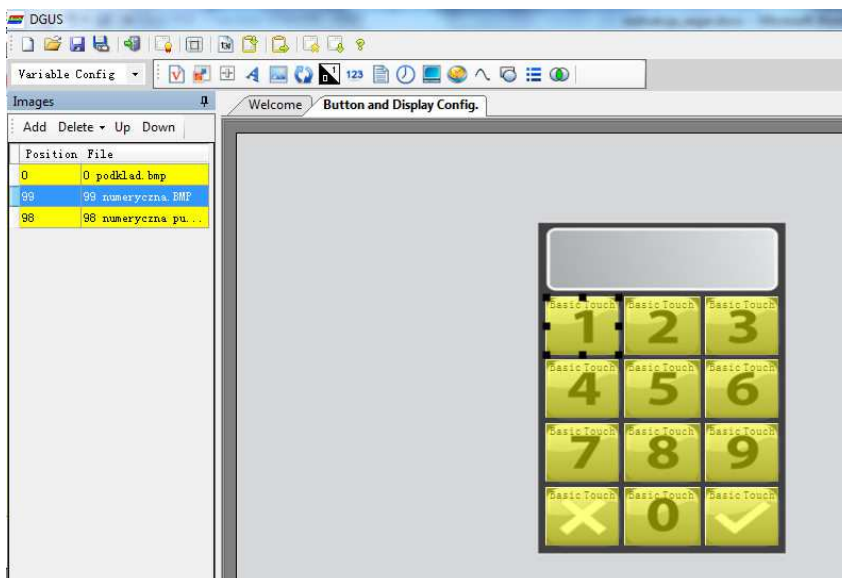 DGUS
Variable Config
123
Images
Welcome
Button and Display Config.
Add Delete Up Down
Position File
0 0 podklad.bmp
99 99 numeryczna.BMP
98 98 numeryczna pu...
Basic Touch Basic Touch Basic Touch
1 2 3
Basic Touch Basic Touch Basic Touch
4 5 6
Basic Touch Basic Touch Basic Touch
7 8 9
Basic Touch Basic Touch Basic Touch
0